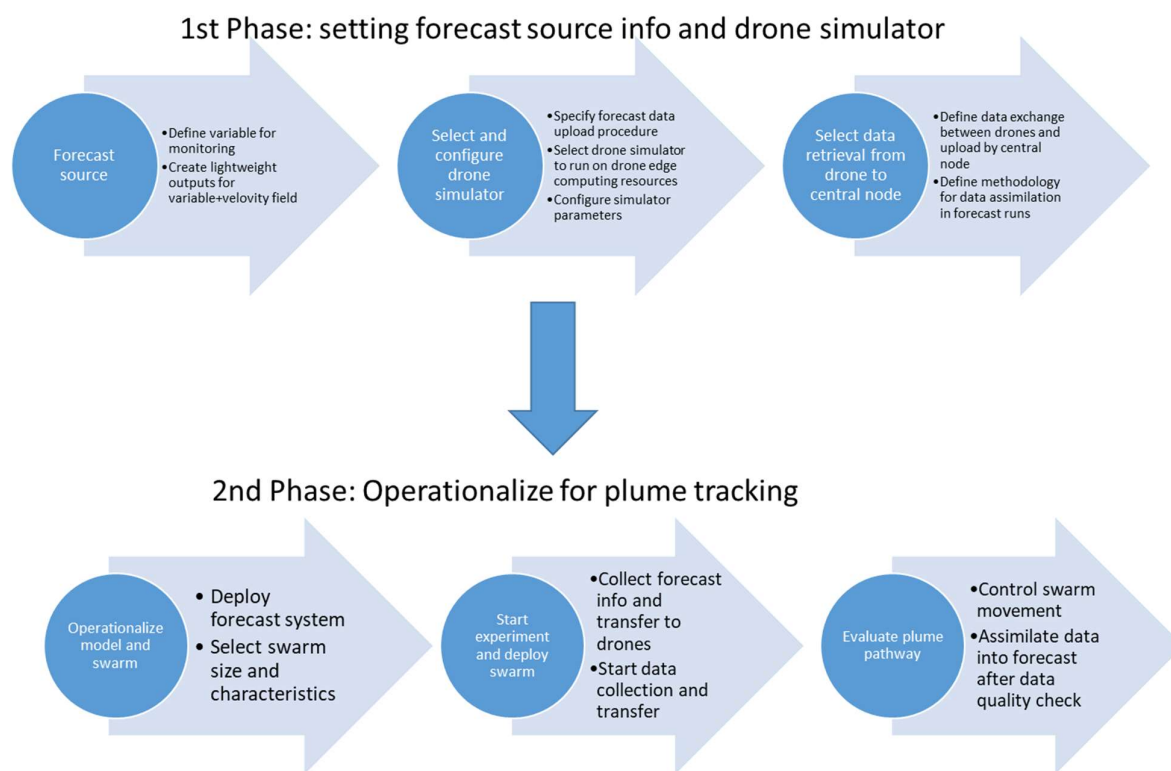 1st Phase: setting forecast source info and drone simulator
Forecast
source
•Define variable for
monitoring
•Create lightweight
outputs for
variable+velovity field
Select and
configure
drone
simulator
•Specify forecast data
upload procedure
•Select drone simulator
to run on drone edge
computing resources
•Configure simulator
parameters
Select data
retrieval from
drone to
central node
•Define data exchange
between drones and
upload by central
node
•Define methodology
for data assimilation
in forecast runs
2nd Phase: Operationalize for plume tracking
Operationalize
model and
swarm
• Deploy
forecast system
• Select swarm
size and
characteristics
Start
experiment
and deploy
swarm
•Collect forecast
info and
transfer to
drones
•Start data
collection and
transfer
Evaluate plume
pathway
•Control swarm
movement
•Assimilate data
into forecast
after data
quality check